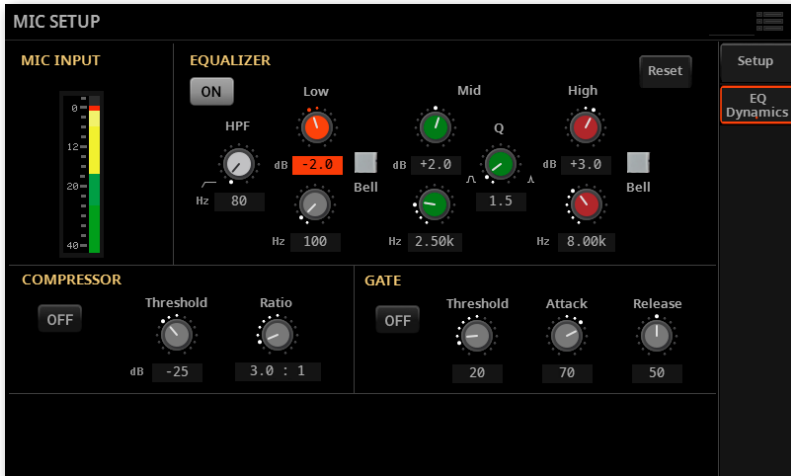 MIC SETUP
MIC INPUT
0
12
20
40
EQUALIZER
ON
Reset
Low
Mid
High
HPF
Q
dB -2.0
Bell
dB +2.0
dB +3.0
Bell
Hz 80
1.5
Hz 100
Hz 2.50k
Hz 8.00k
COMPRESSOR
OFF
Threshold
Ratio
dB -25
3.0 : 1
GATE
OFF
Threshold
Attack
Release
20
70
50
Setup
EQ
Dynamics